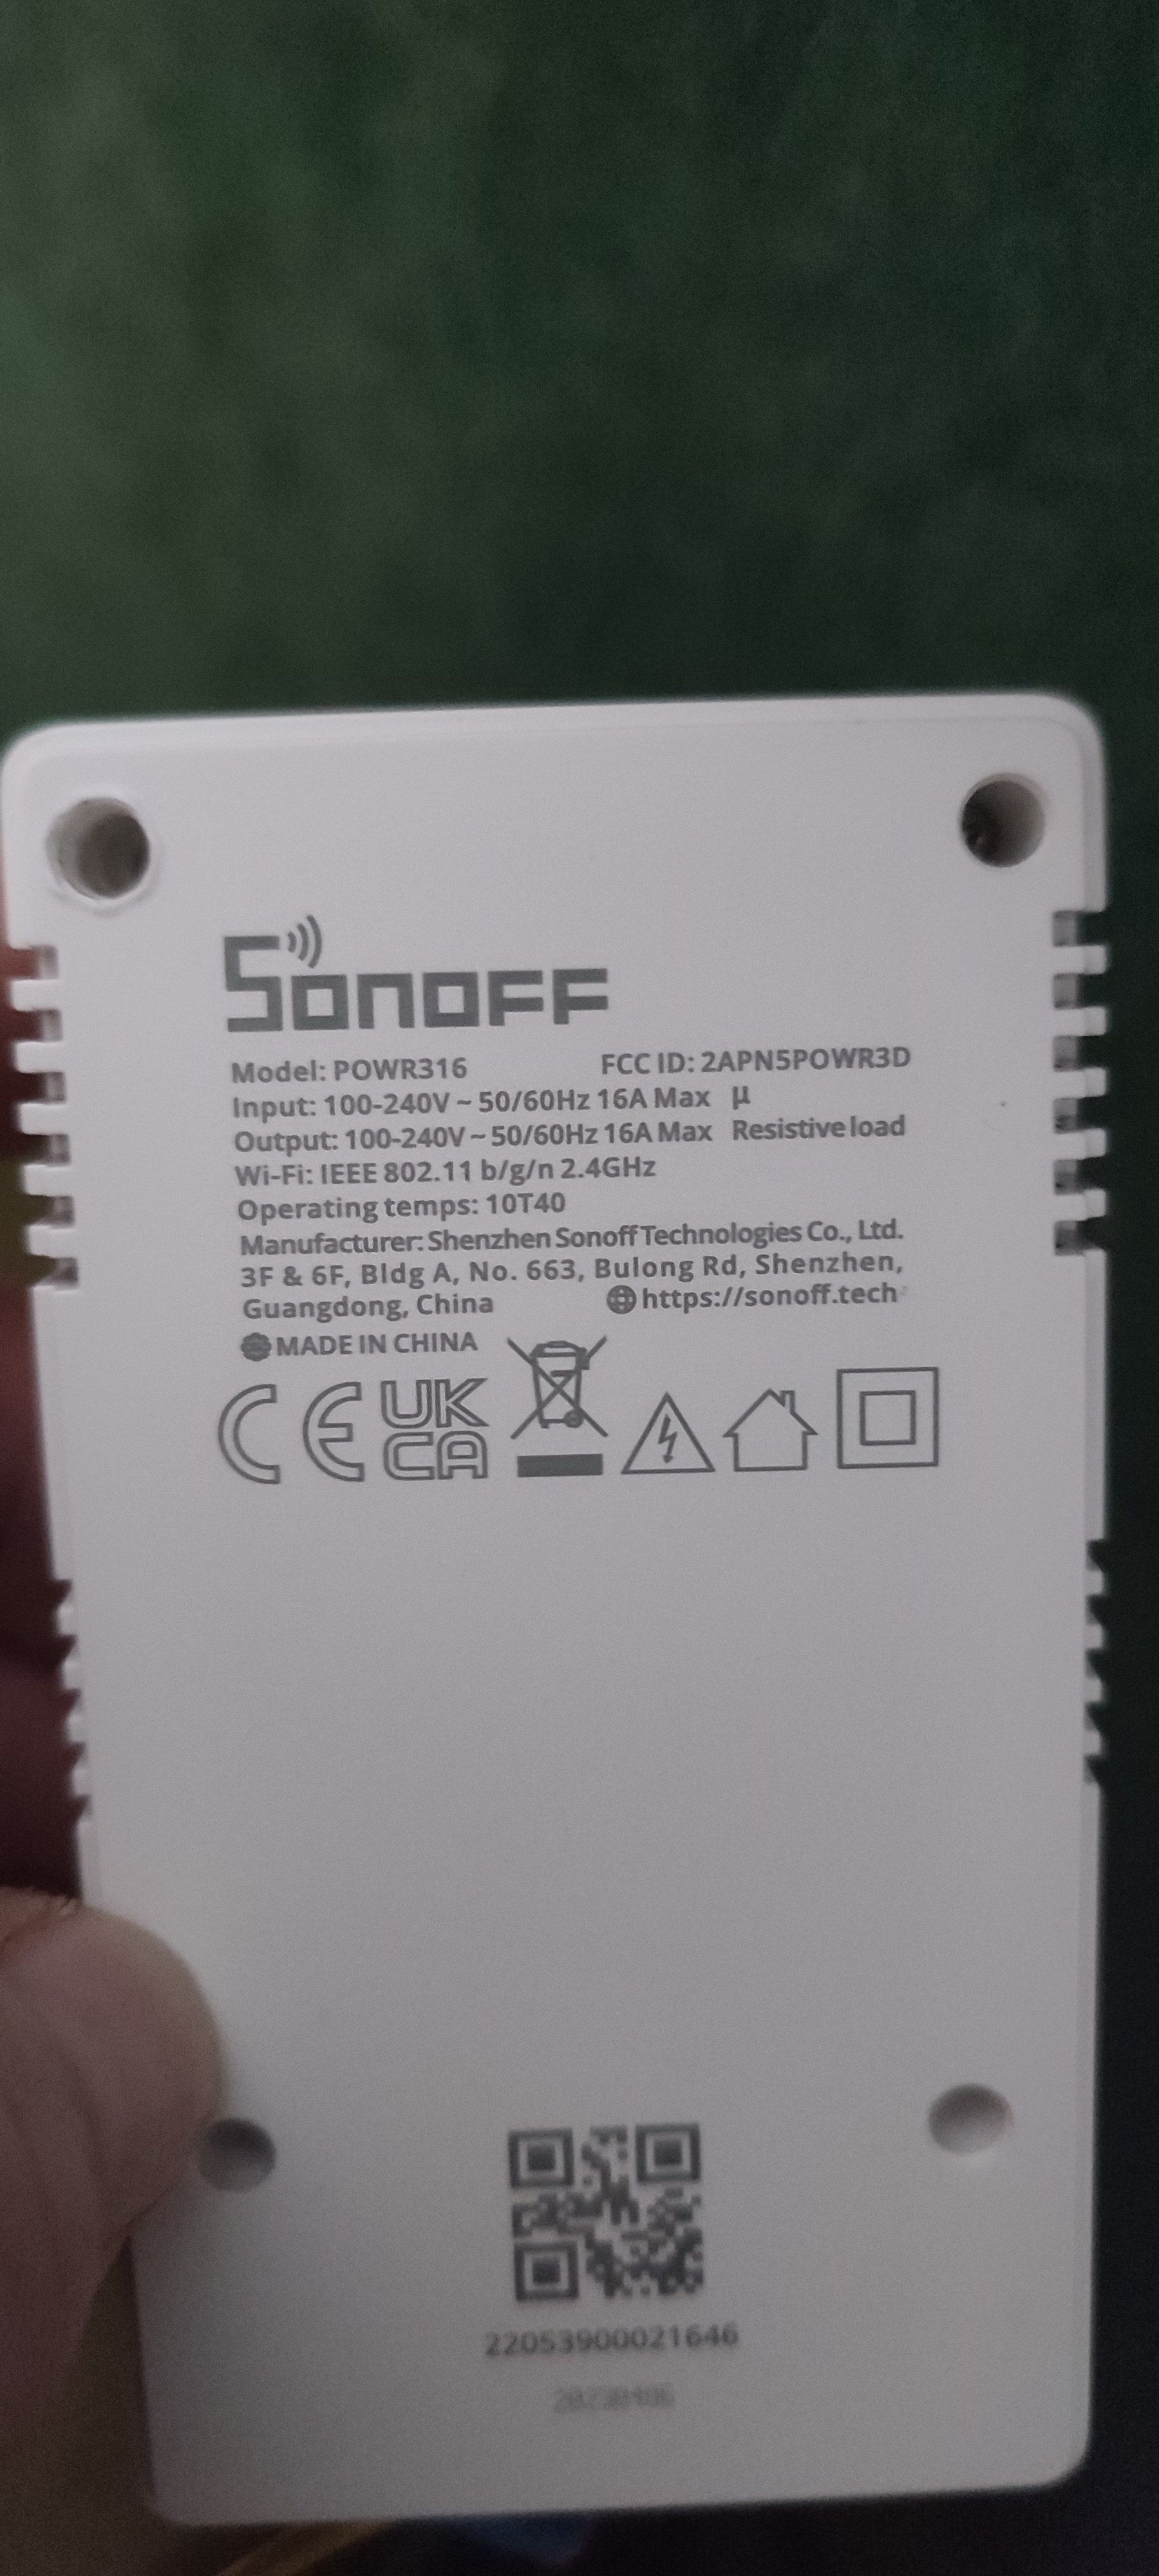 SONOFF
Model: POWR316 FCC ID: 2APN5POWR3D
Input: 100-240V ~ 50/60Hz 16A Max μ
Output: 100-240V ~ 50/60Hz 16A Max Resistive load
Wi-Fi: IEEE 802.11 b/g/n 2.4GHz
Operating temps: 10T40
Manufacturer: Shenzhen Sonoff Technologies Co., Ltd.
3F & 6F, Bldg A, No. 663, Bulong Rd, Shenzhen,
Guangdong, China https://sonoff.tech
MADE IN CHINA
CE UK
CA
22053900021646